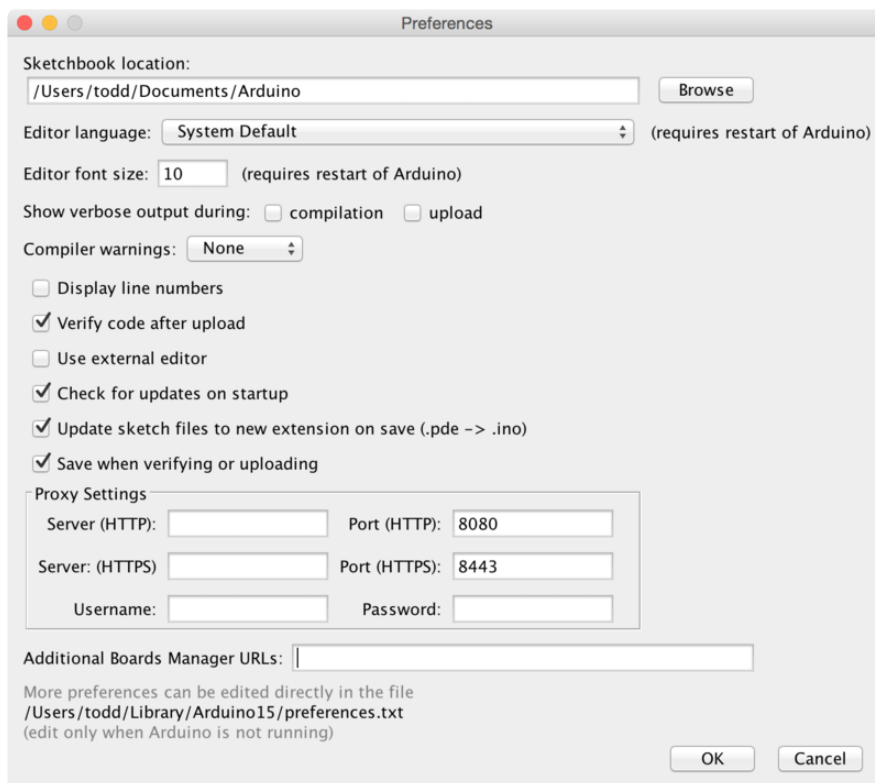 Preferences
Sketchbook location:
/Users/todd/Documents/Arduino Browse
Editor language: System Default (requires restart of Arduino)
Editor font size: 10 (requires restart of Arduino)
Show verbose output during: compilation upload
Compiler warnings: None
Display line numbers
Verify code after upload
Use external editor
Check for updates on startup
Update sketch files to new extension on save (.pde -> .ino)
Save when verifying or uploading
Proxy Settings
Server (HTTP): Port (HTTP): 8080
Server: (HTTPS) Port (HTTPS): 8443
Username: Password:
Additional Boards Manager URLs:
More preferences can be edited directly in the file
/Users/todd/Library/Arduino15/preferences.txt
(edit only when Arduino is not running)
OK Cancel